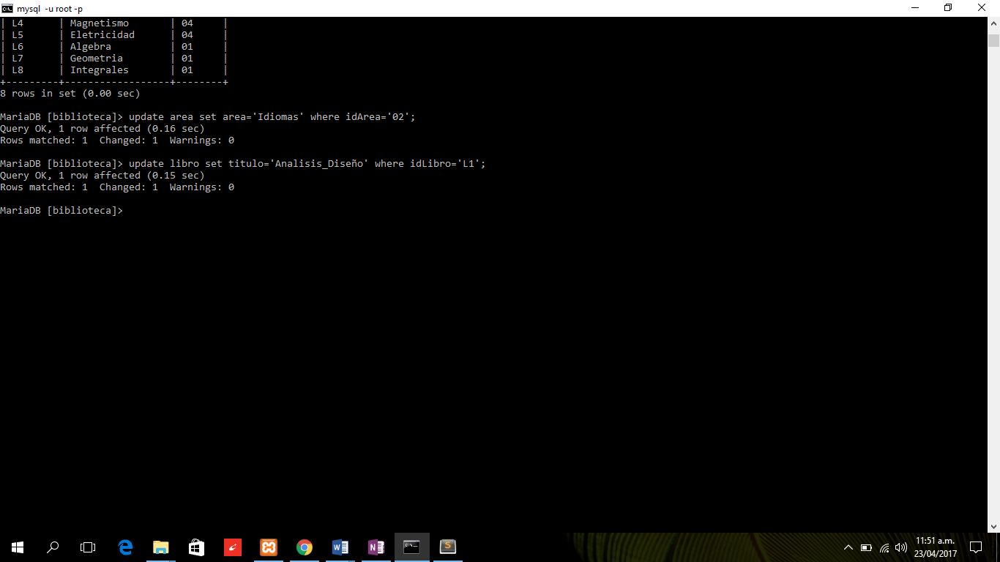 mysql  -u root -p
| L4      | Magnetismo       | 04     |
| L5      | Eletricidad      | 04     |
| L6      | Algebra          | 01     |
| L7      | Geometria        | 01     |
| L8      | Integrales       | 01     |
+---------+------------------+--------+
8 rows in set (0.00 sec)
MariaDB [biblioteca]> update area set area='Idiomas' where idArea='02';
Query OK, 1 row affected (0.16 sec)
Rows matched: 1  Changed: 1  Warnings: 0
MariaDB [biblioteca]> update libro set titulo='Analisis_Diseño' where idLibro='L1';
Query OK, 1 row affected (0.15 sec)
Rows matched: 1  Changed: 1  Warnings: 0
MariaDB [biblioteca]>
11:51 a.m.
23/04/2017